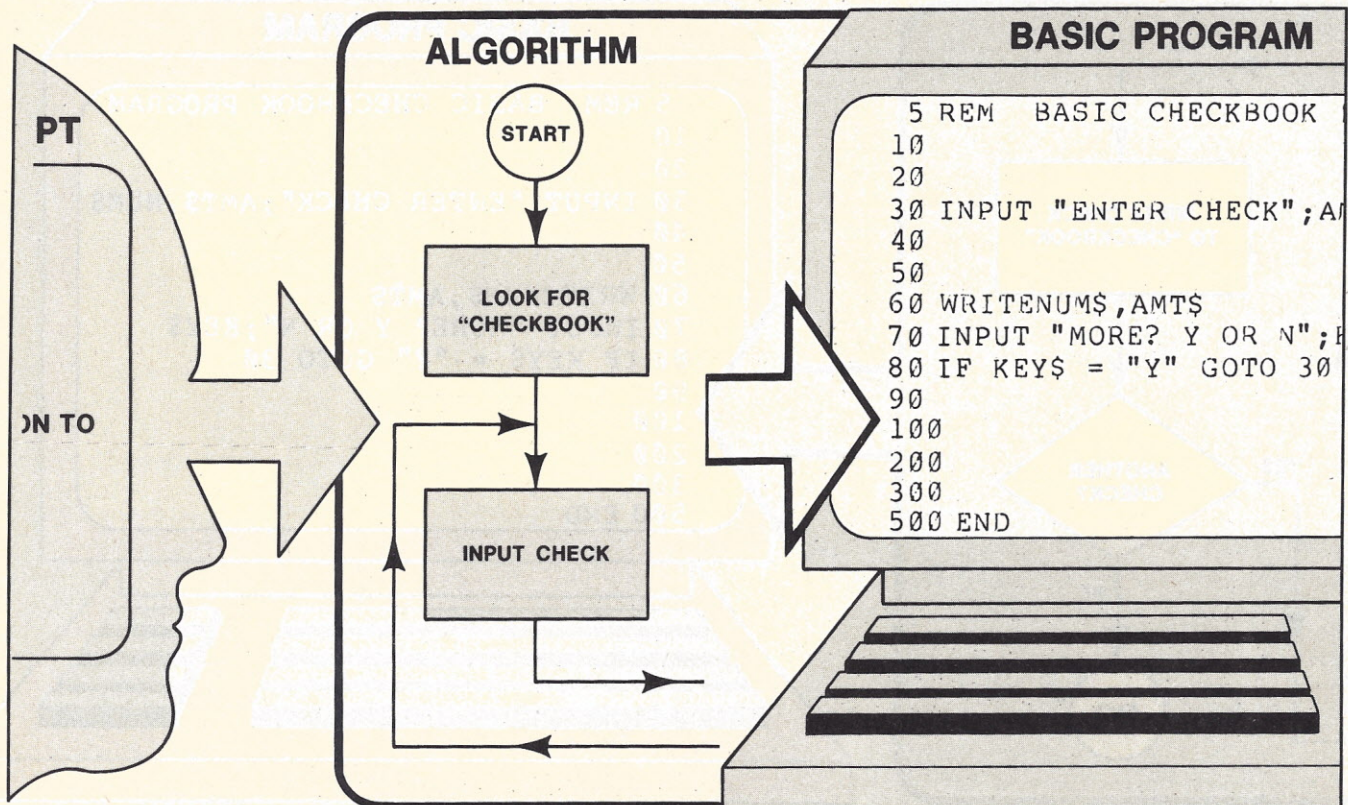 PT
ON TO
ALGORITHM
START
LOOK FOR
“CHECKBOOK”
INPUT CHECK
BASIC PROGRAM
5 REM BASIC CHECKBOOK
10
20
30 INPUT "ENTER CHECK";A
40
50
60 WRITENUM$,AMT$
70 INPUT "MORE? Y OR N";
80 IF KEY$ = "Y" GOTO 30
90
100
200
300
500 END